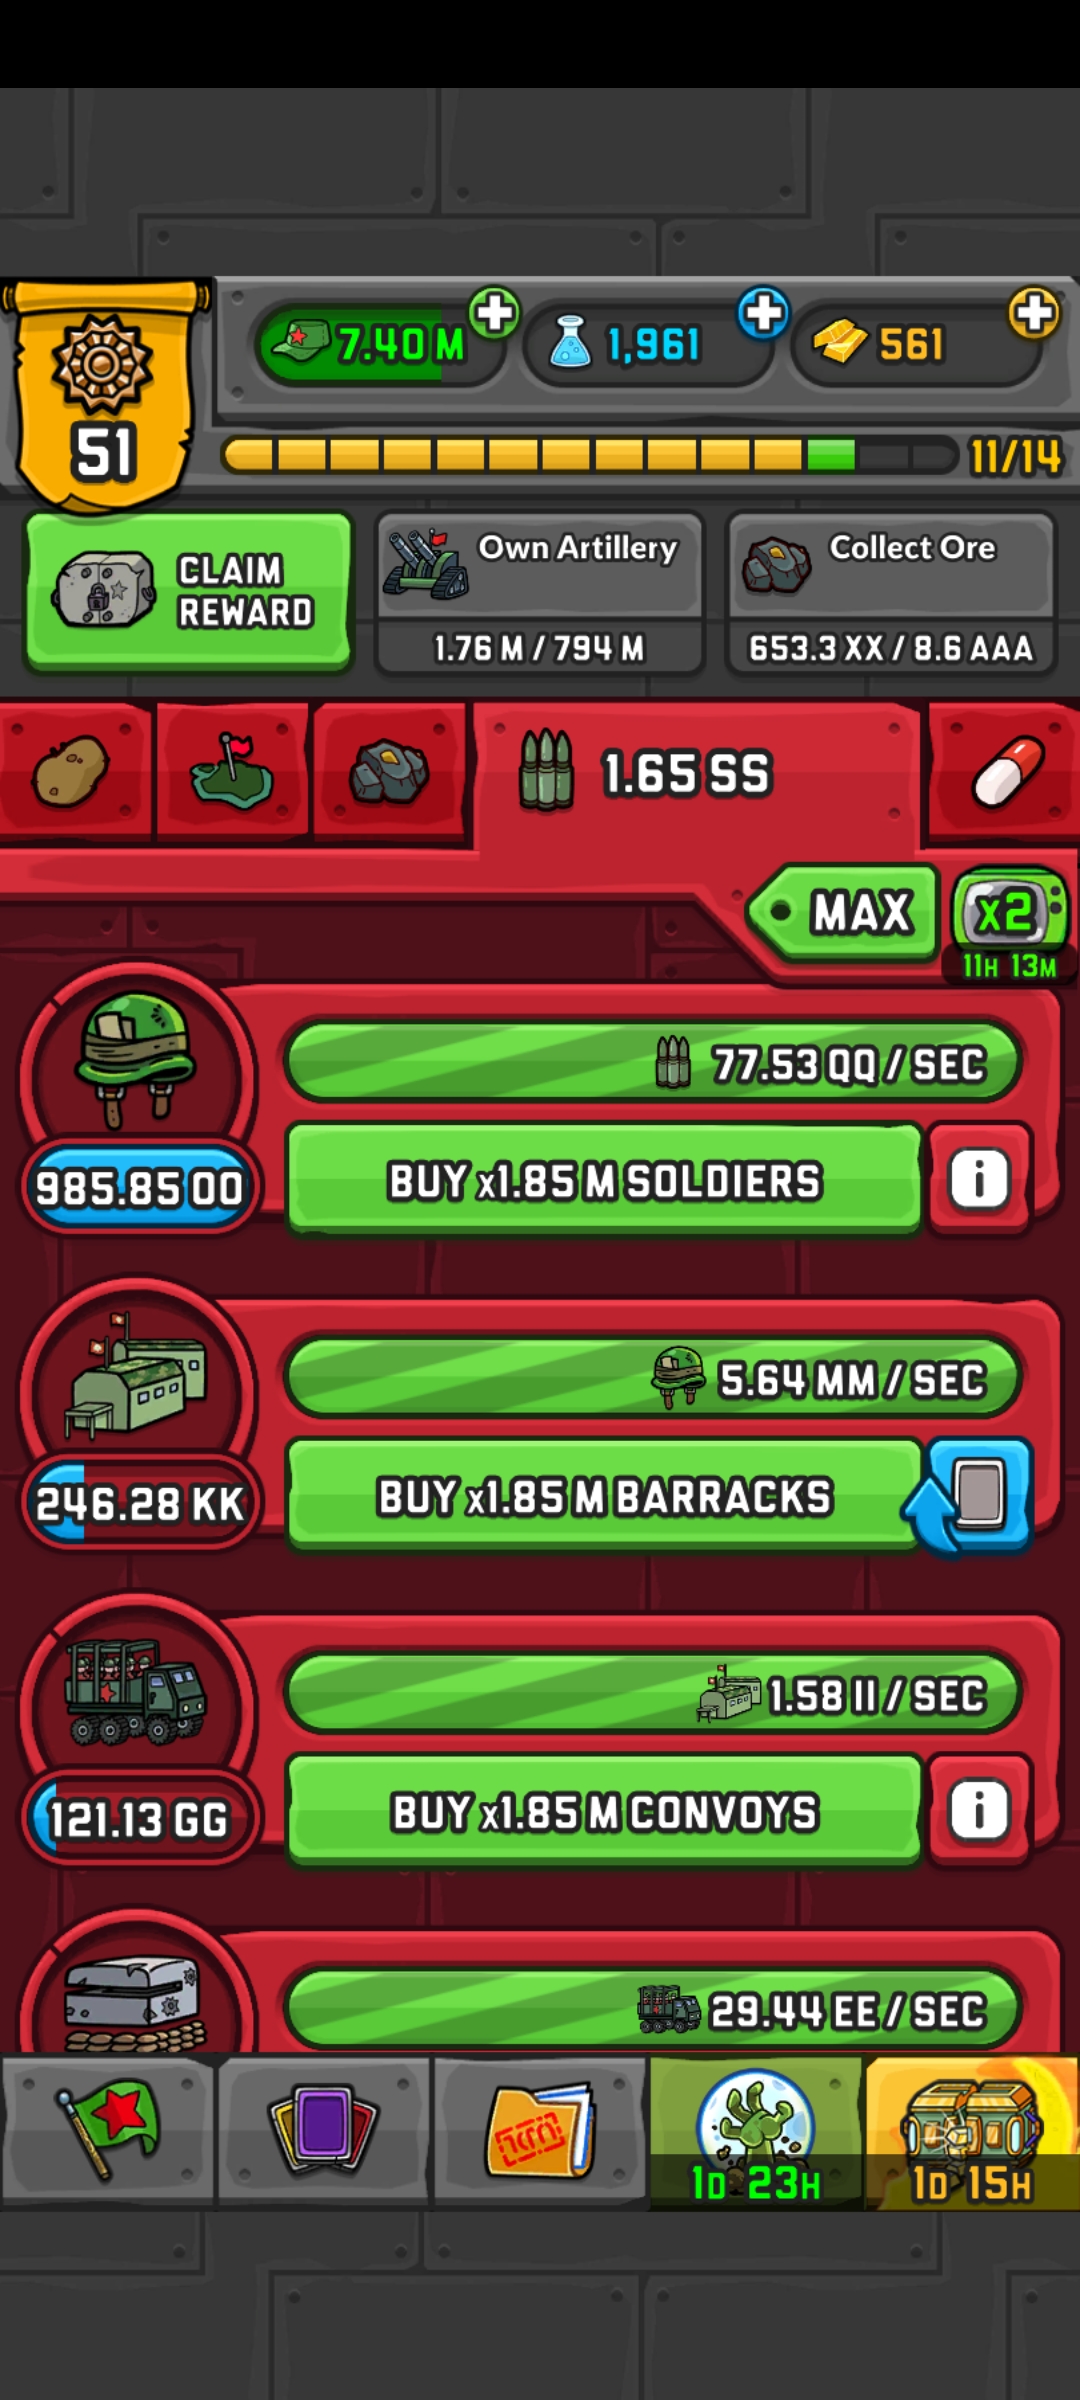 7.40 M
1,961
561
51
11/14
CLAIM
REWARD
Own Artillery
1.76 M / 794 M
Collect Ore
653.3 XX / 8.6 AAA
1.65 SS
MAX
x2
11H 13M
77.53 QQ / SEC
985.85 OO
BUY x1.85 M SOLDIERS
i
5.64 MM / SEC
246.28 KK
BUY x1.85 M BARRACKS
1.58 II / SEC
121.13 GG
BUY x1.85 M CONVOYS
i
29.44 EE / SEC
1D 23H
1D 15H